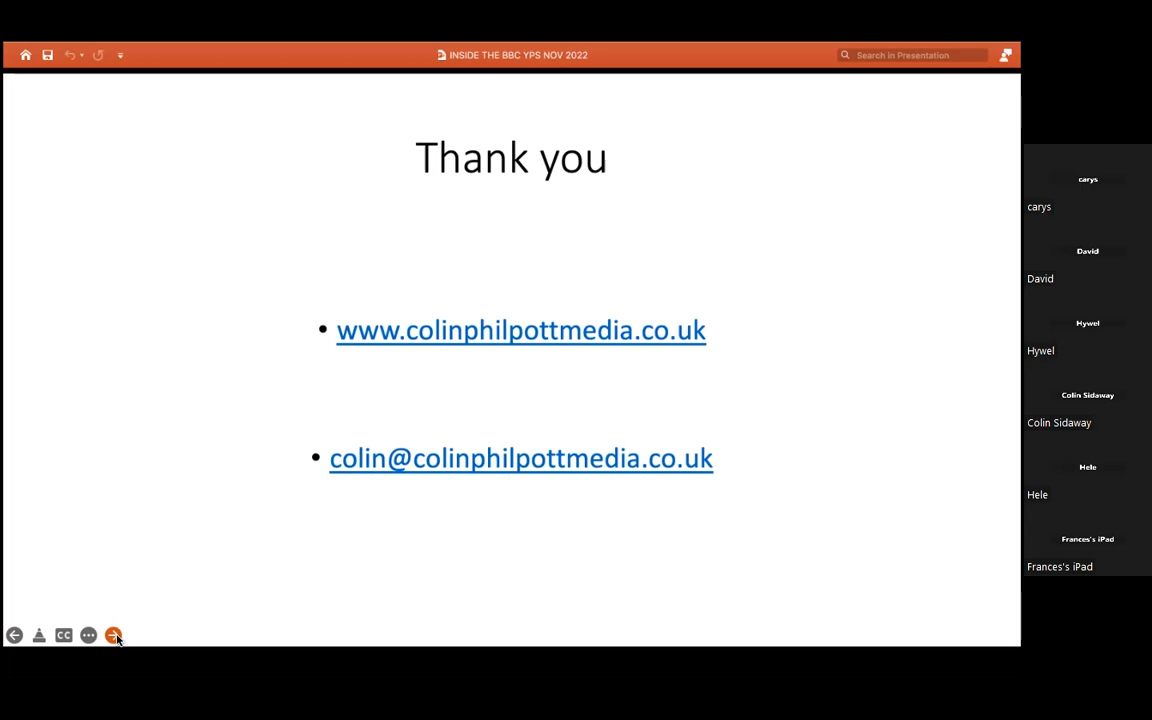 INSIDE THE BBC YPS NOV 2022
Search in Presentation
Thank you
• www.colinphilpottmedia.co.uk
• colin@colinphilpottmedia.co.uk
CC
carys
carys
David
David
Hywel
Hywel
Colin Sidaway
Colin Sidaway
Hele
Hele
Frances's iPad
Frances's iPad